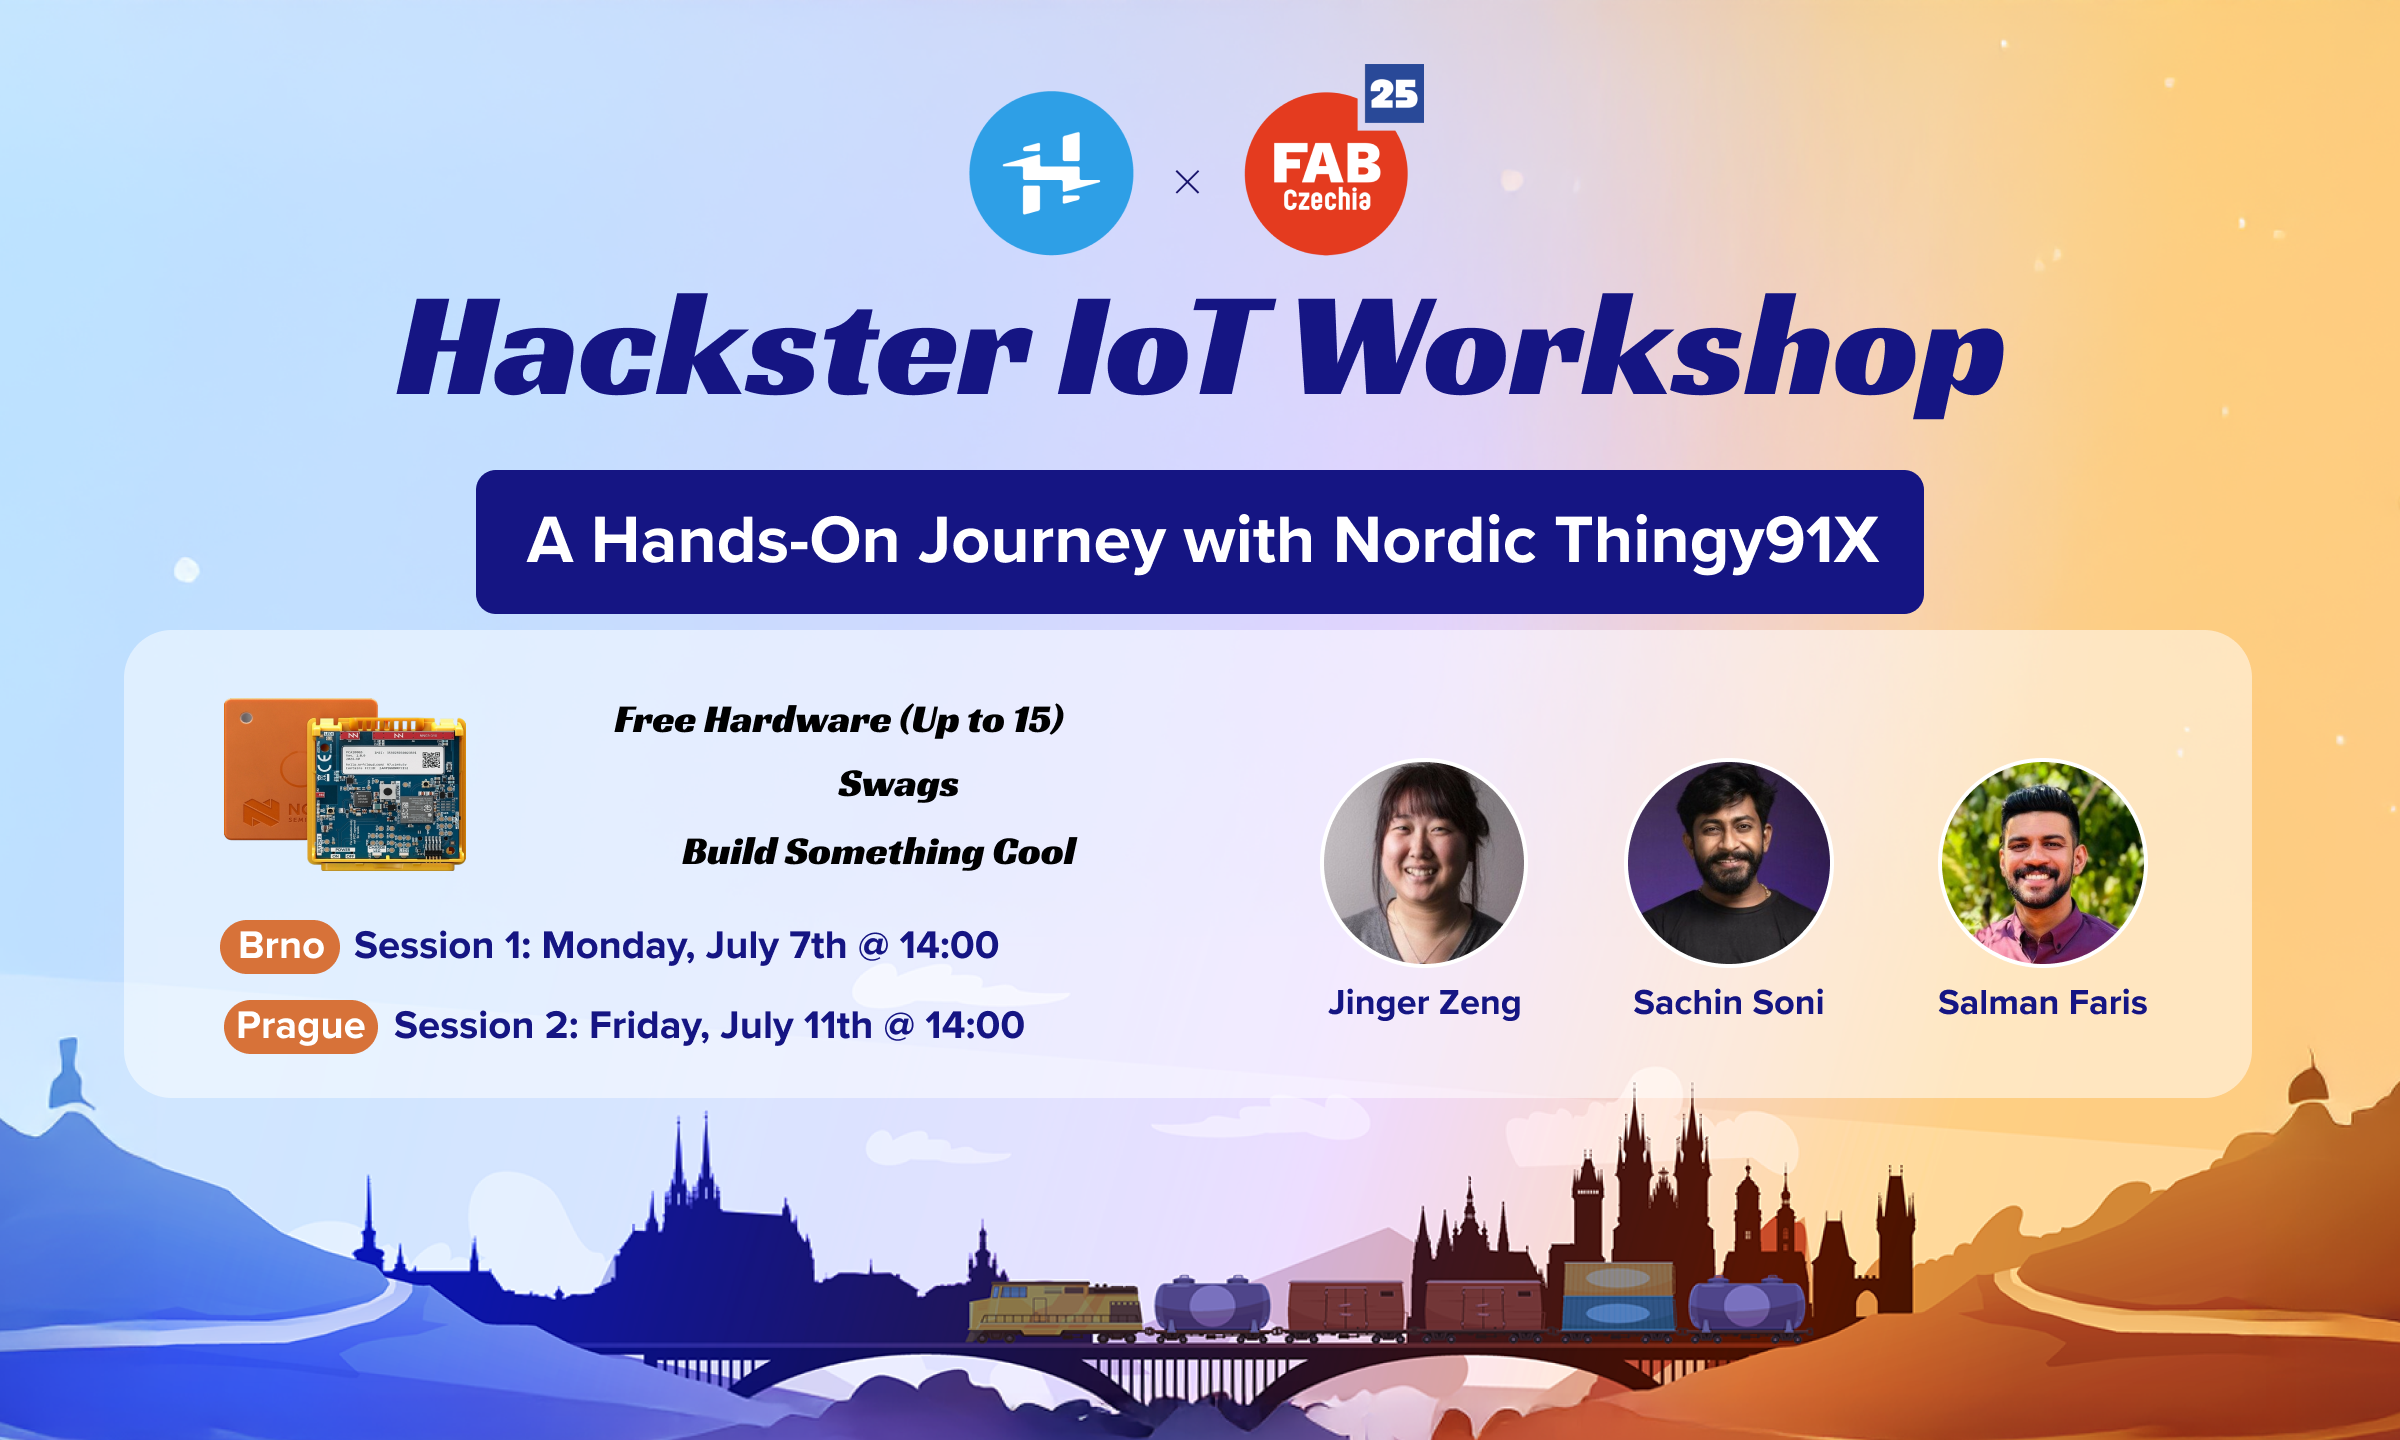 25
FAB
Czechia
Hackster IoT Workshop
A Hands-On Journey with Nordic Thingy91X
Free Hardware (Up to 15)
Swags
Build Something Cool
Brno Session 1: Monday, July 7th @ 14:00
Prague Session 2: Friday, July 11th @ 14:00
Jinger Zeng
Sachin Soni
Salman Faris